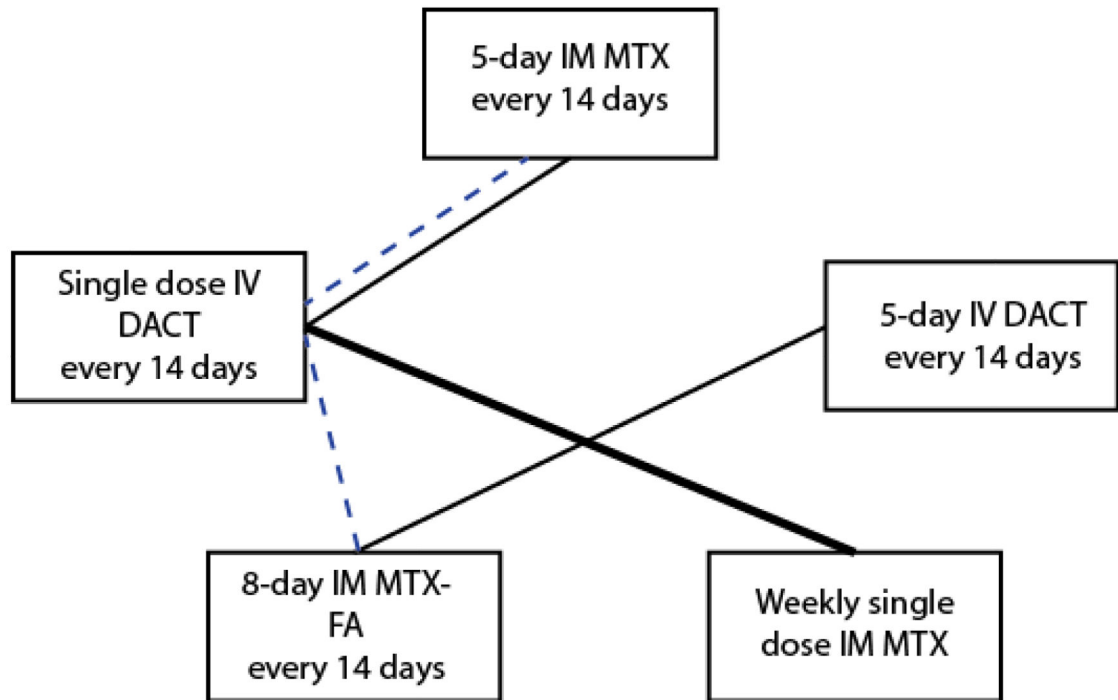 5-day IM MTX
every 14 days
Single dose IV
DACT
every 14 days
5-day IV DACT
every 14 days
8-day IM MTX-
FA
every 14 days
Weekly single
dose IM MTX